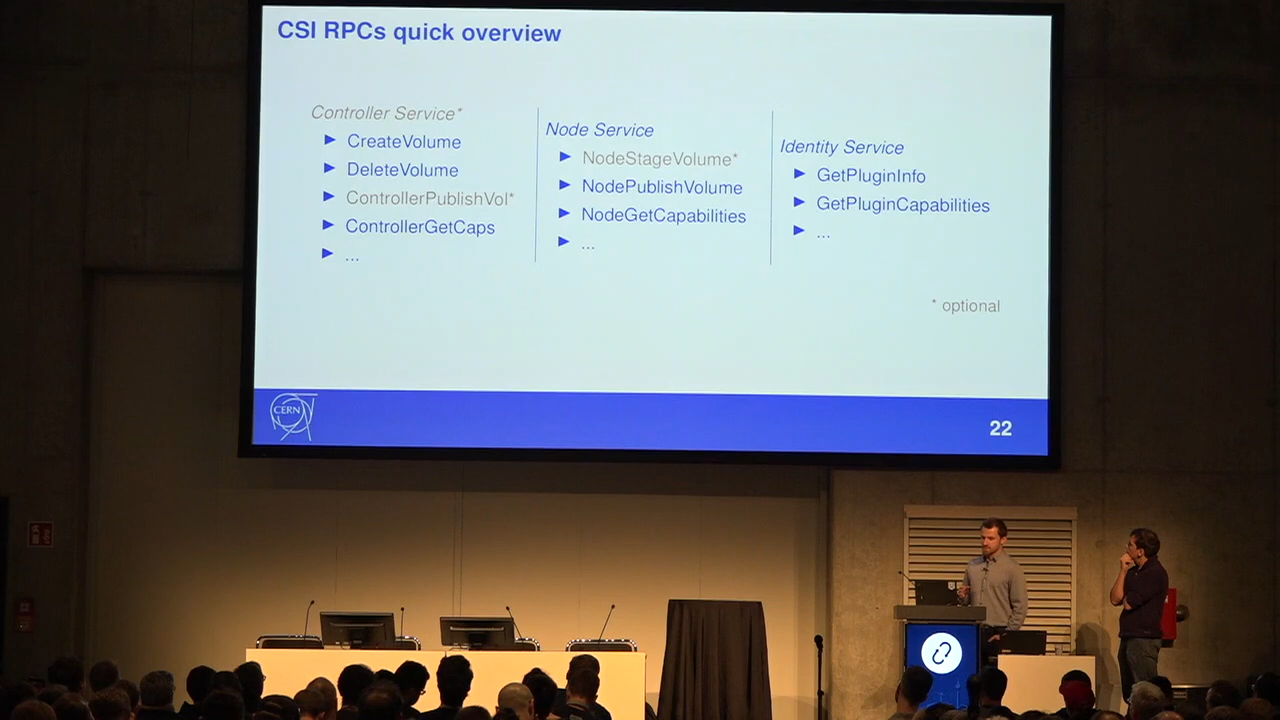 CSI RPCs quick overview
Controller Service*
CreateVolume
DeleteVolume
ControllerPublishVol*
ControllerGetCaps
...
Node Service
NodeStageVolume*
NodePublishVolume
NodeGetCapabilities
...
Identity Service
GetPluginInfo
GetPluginCapabilities
...
* optional
CERN
22